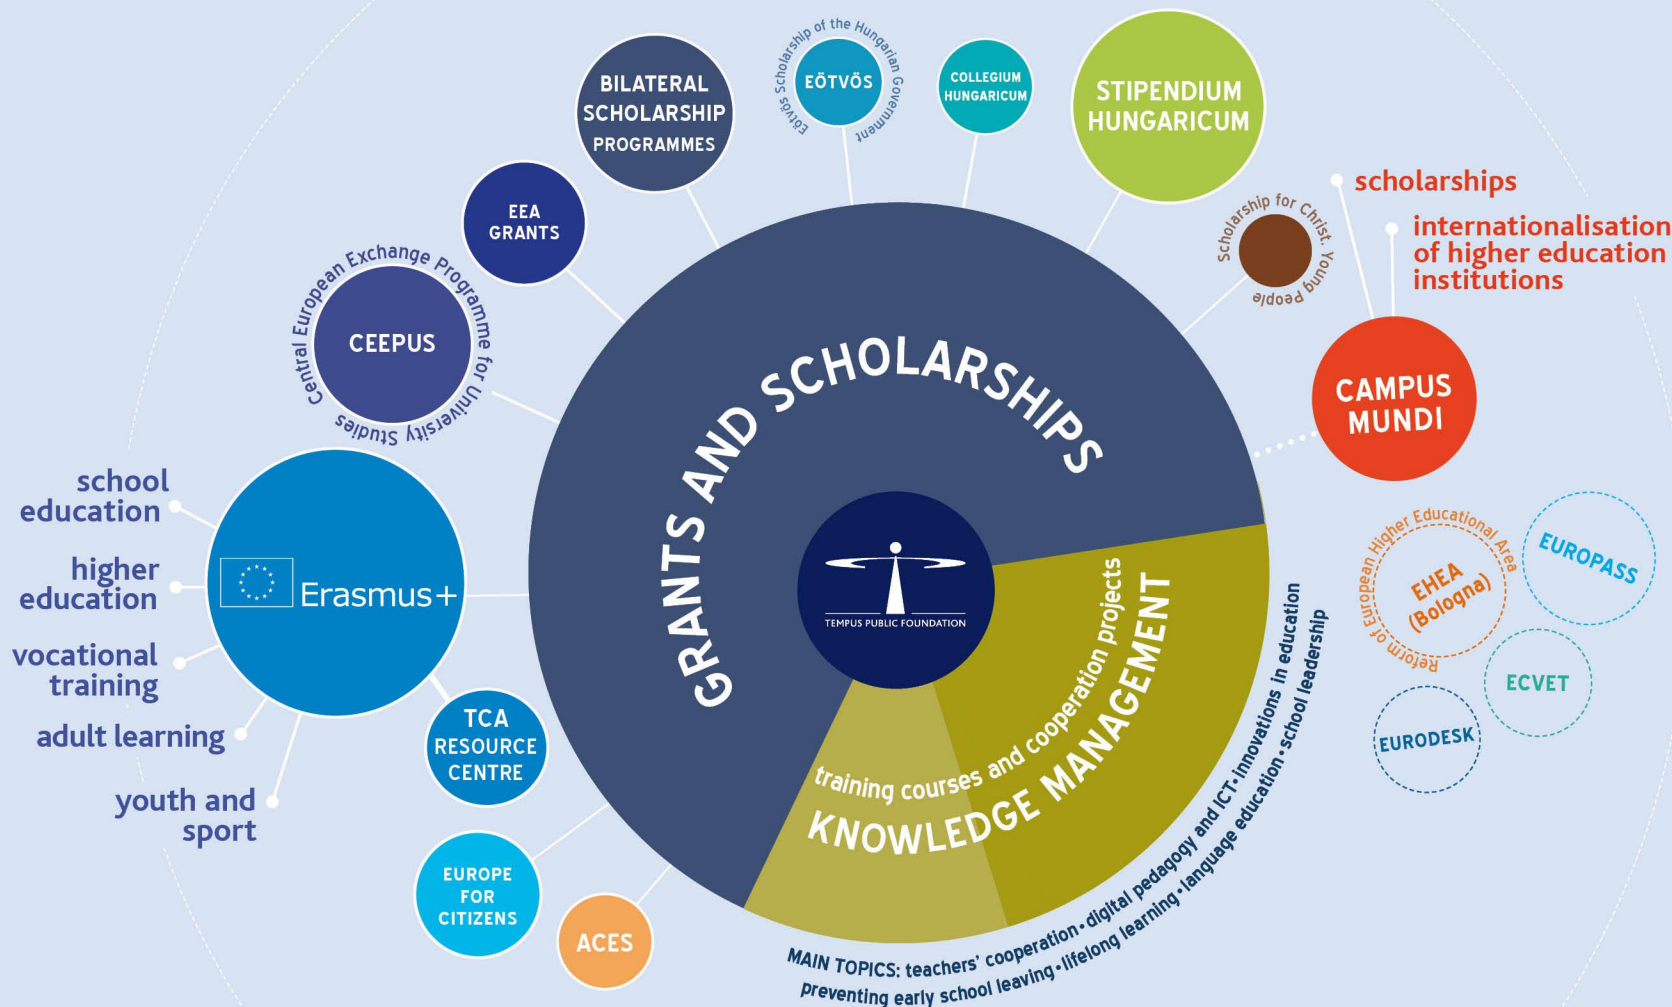 BILATERAL
SCHOLARSHIP
PROGRAMMES
Eötvös Scholarship of the Hungarian Government
EÖTVÖS
COLLEGIUM
HUNGARICUM
STIPENDIUM
HUNGARICUM
EEA
GRANTS
Central European Exchange Programme for University Studies
CEEPUS
Scholarship for Christ. Young People
scholarships
internationalisation
of higher education
institutions
CAMPUS
MUNDI
GRANTS AND SCHOLARSHIPS
TEMPUS PUBLIC FOUNDATION
school
education
higher
education
vocational
training
adult learning
youth and
sport
Erasmus+
TCA
RESOURCE
CENTRE
EUROPE
FOR
CITIZENS
ACES
training courses and cooperation projects
KNOWLEDGE MANAGEMENT
MAIN TOPICS: teachers' cooperation • digital pedagogy and ICT • innovations in education
preventing early school leaving • lifelong learning • language education • school leadership
Reform of European Higher Educational Area
EHEA
(Bologna)
EUROPASS
ECVET
EURODESK